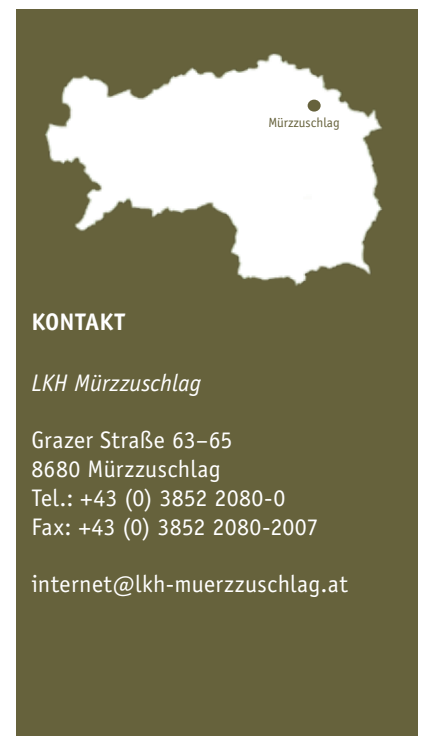 Mürzzuschlag
KONTAKT
LKH Mürzzuschlag
Grazer Straße 63–65
8680 Mürzzuschlag
Tel.: +43 (0) 3852 2080-0
Fax: +43 (0) 3852 2080-2007
internet@lkh-muerzzuschlag.at